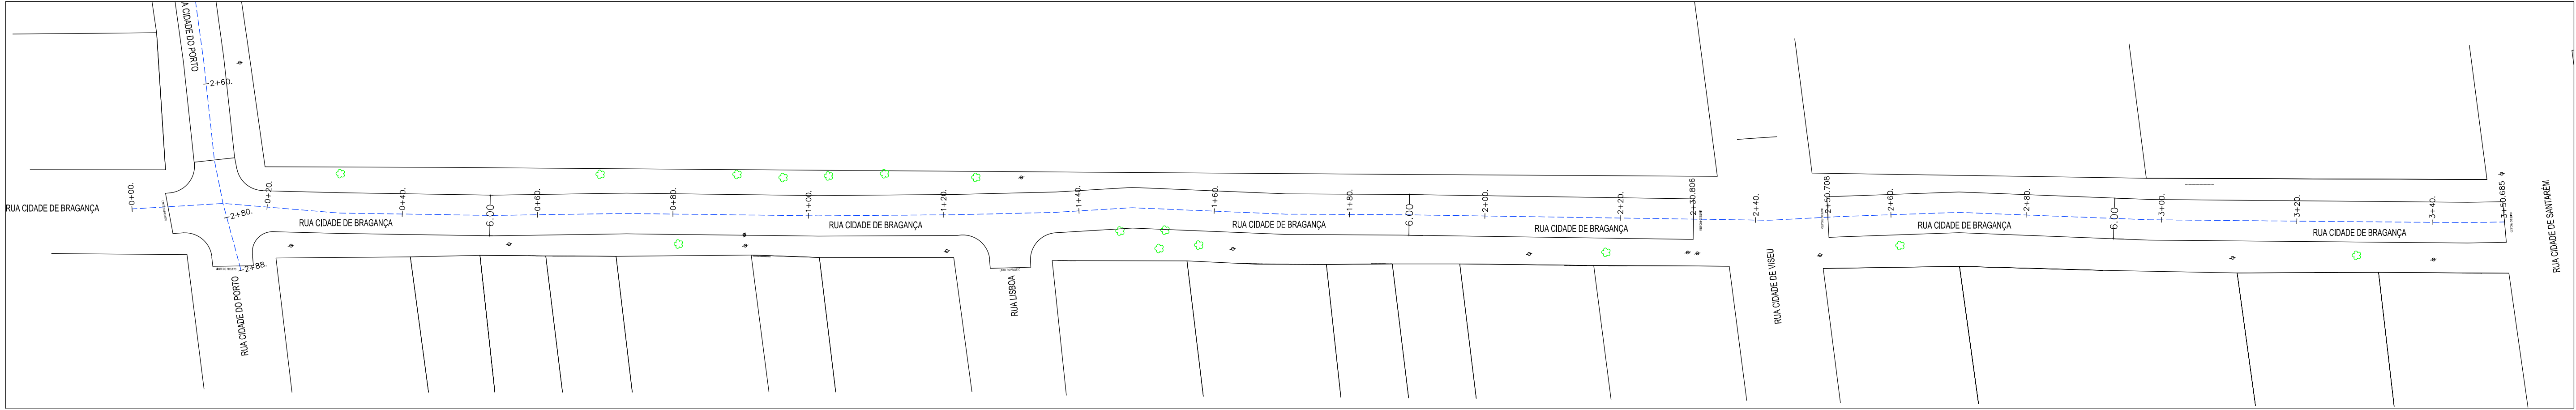 A CIDADE DO PORTO
2+60.
RUA CIDADE DE BRAGANÇA
0+00.
2+80.
2+88.
LIMITE DO PROJETO
RUA CIDADE DO PORTO
0+20.
RUA CIDADE DE BRAGANÇA
0+40.
6.00
0+60.
0+80.
1+00.
RUA CIDADE DE BRAGANÇA
1+20.
RUA LISBOA
1+40.
1+60.
RUA CIDADE DE BRAGANÇA
1+80.
6.00
2+00.
RUA CIDADE DE BRAGANÇA
2+20.
2+30.806
2+40.
RUA CIDADE DE VISEU
2+50.708
2+60.
RUA CIDADE DE BRAGANÇA
2+80.
6.00
3+00.
3+20.
RUA CIDADE DE BRAGANÇA
3+40.
3+50.685
RUA CIDADE DE SANTARÉM